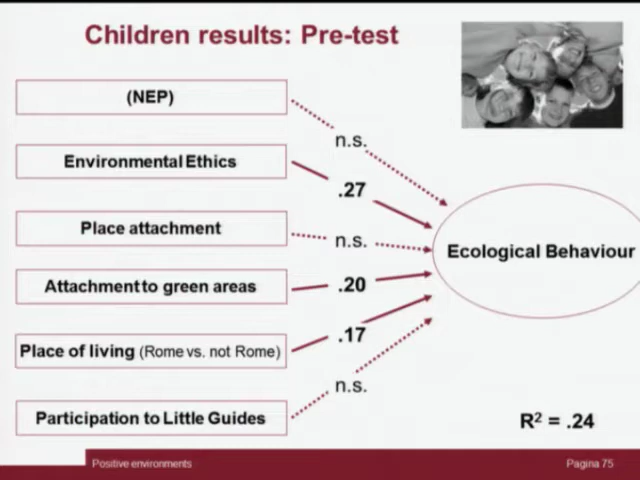 Children results: Pre-test
(NEP)
n.s.
Environmental Ethics
.27
Place attachment
n.s.
Ecological Behaviour
Attachment to green areas
.20
.17
Place of living (Rome vs. not Rome)
n.s.
Participation to Little Guides
R² = .24
Positive environments
Pagina 75